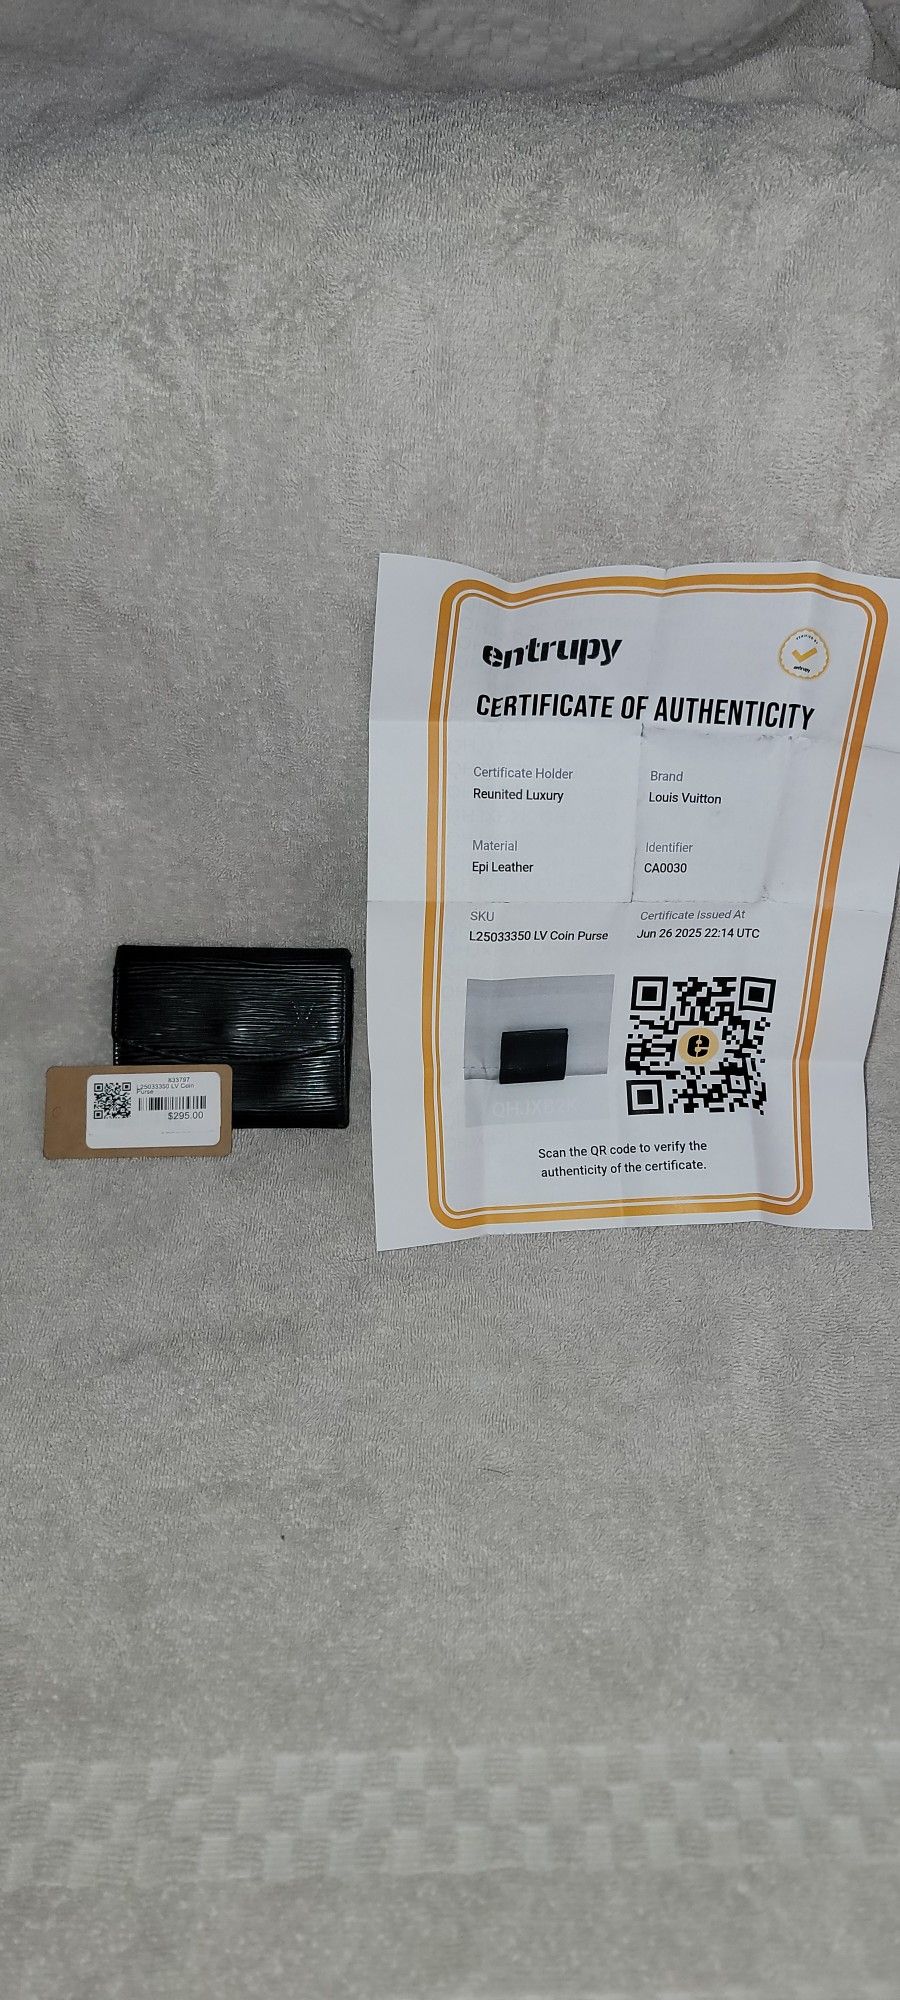 entrupy
CERTIFICATE OF AUTHENTICITY
Certificate Holder
Reunited Luxury
Brand
Louis Vuitton
Material
Epi Leather
Identifier
CA0030
SKU
L25033350 LV Coin Purse
Certificate Issued At
Jun 26 2025 22:14 UTC
e
Scan the QR code to verify the
authenticity of the certificate.
833797
L25033350 LV Coin
Purse
$295.00